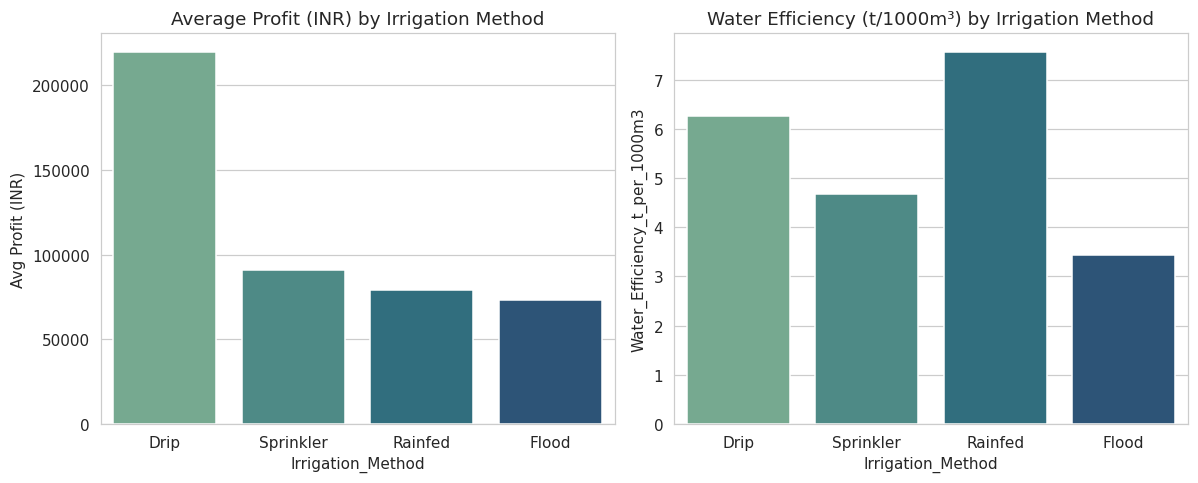 Average Profit (INR) by Irrigation Method
Avg Profit (INR)
200000
150000
100000
50000
0
Drip Sprinkler Rainfed Flood
Irrigation_Method
Water Efficiency (t/1000m³) by Irrigation Method
Water_Efficiency_t_per_1000m3
7
6
5
4
3
2
1
0
Drip Sprinkler Rainfed Flood
Irrigation_Method